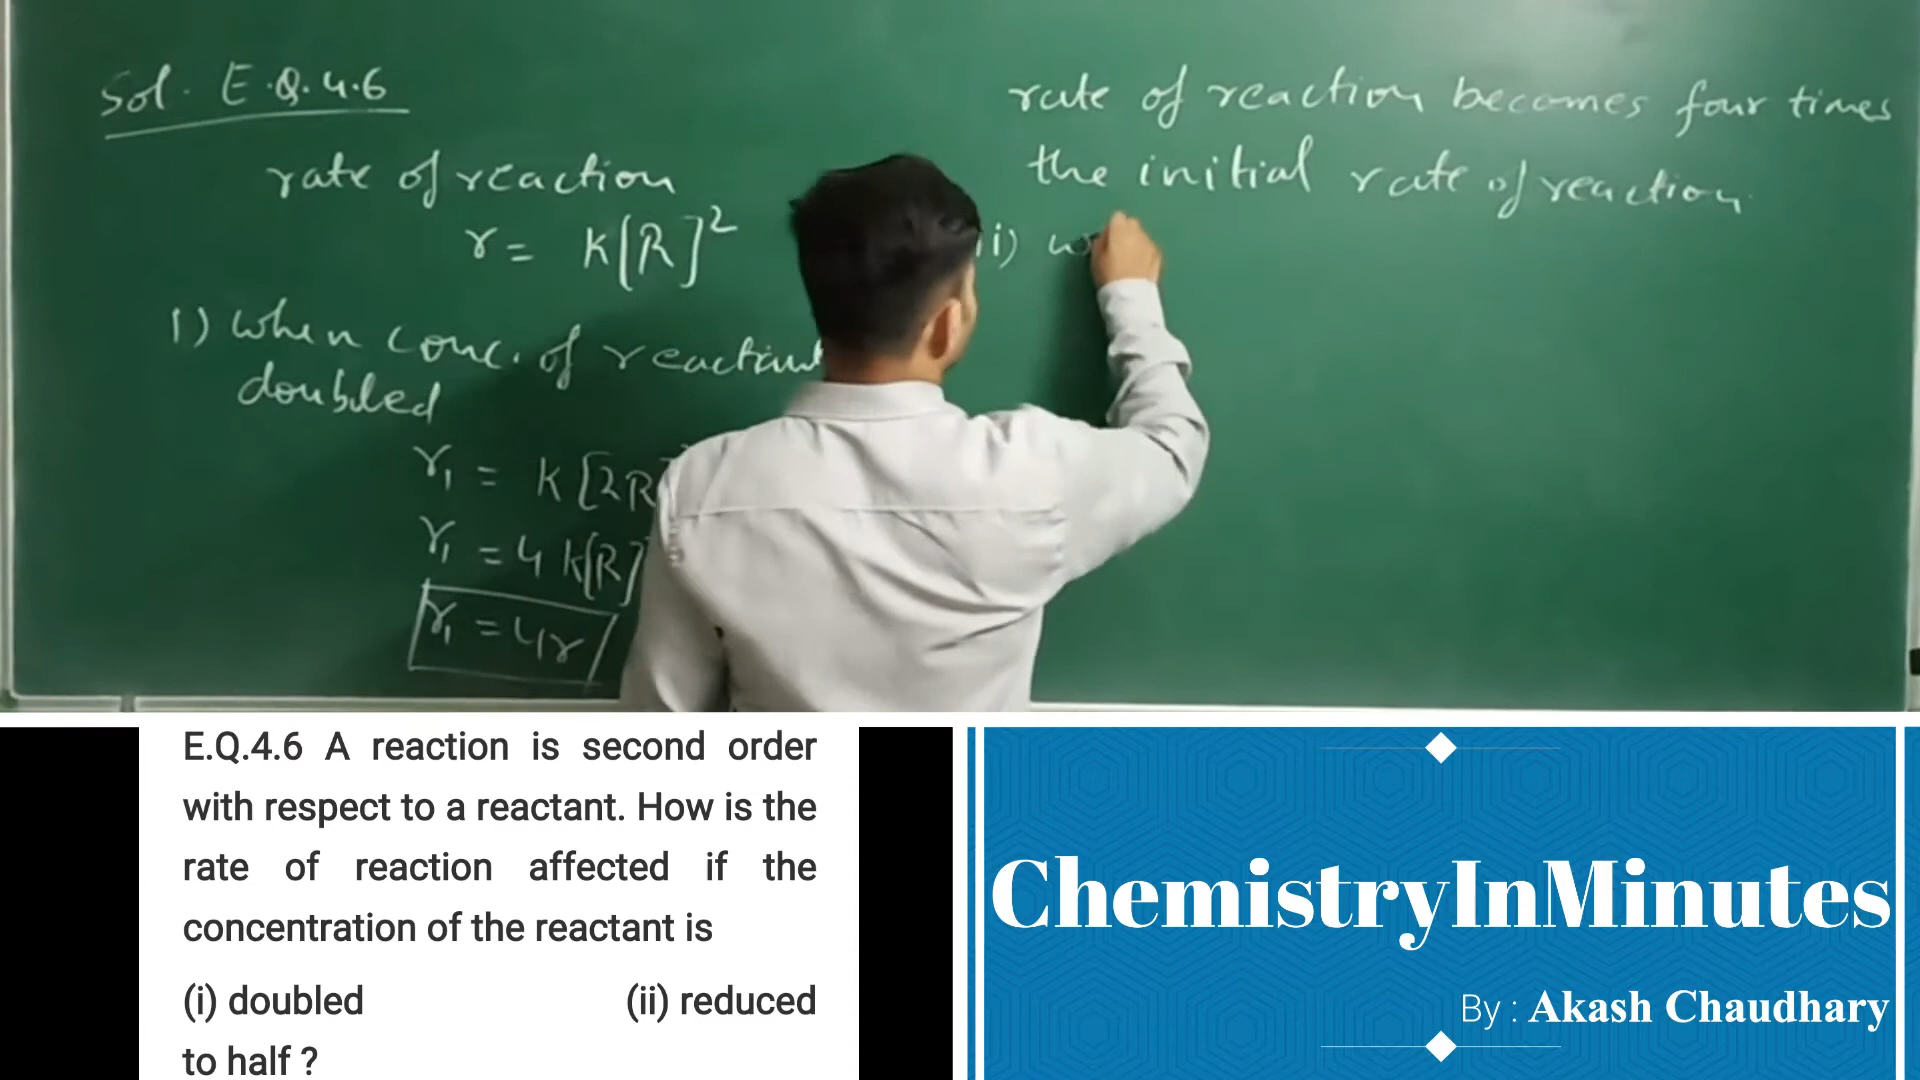 Sol. E.Q.4.6
rate of reaction
r = K[R]²
1) when conc. of reactant
doubled
r₁ = K[2R
r₁ = 4 K[R]
r₁ = 4r
rate of reaction becomes four times
the initial rate of reaction.
ii) w
E.Q.4.6 A reaction is second order
with respect to a reactant. How is the
rate of reaction affected if the
concentration of the reactant is
(i) doubled (ii) reduced
to half ?
ChemistryInMinutes
By : Akash Chaudhary